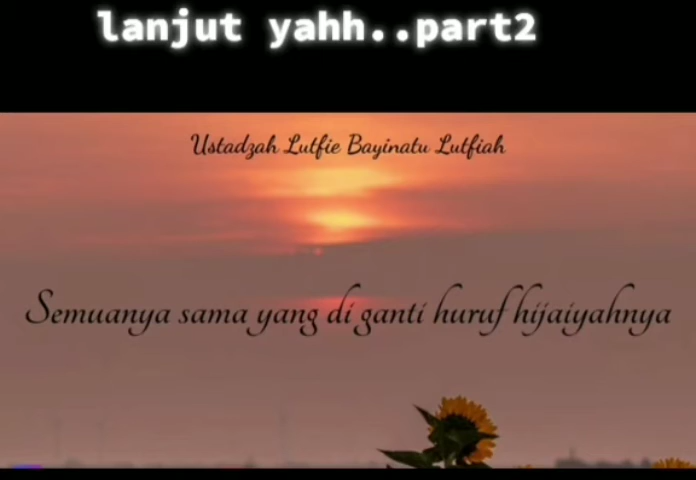 lanjut yahh..part2
Ustadzah Lutfie Bayinatu Lutfiah
Semuanya sama yang di ganti huruf hijaiyahnya